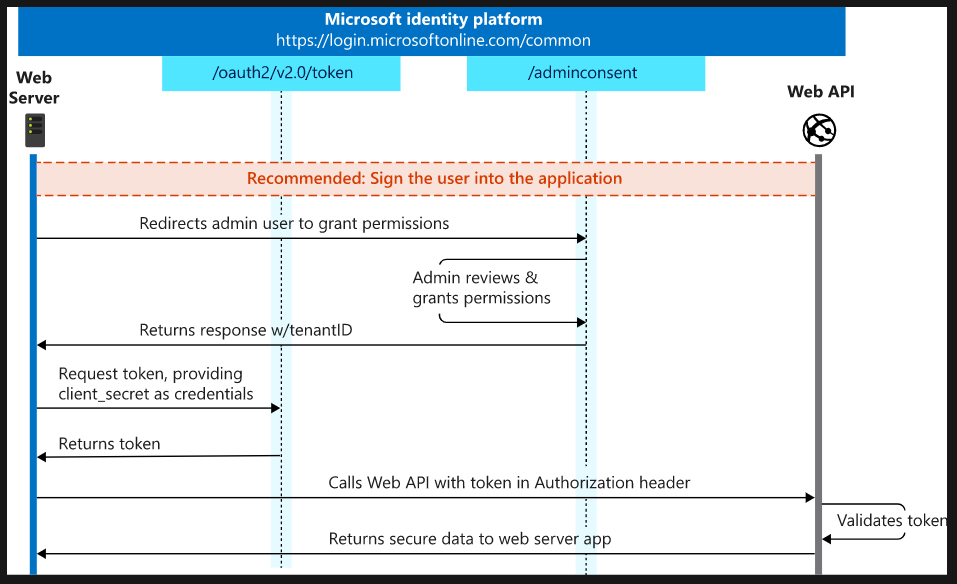 Microsoft identity platform
https://login.microsoftonline.com/common
/oauth2/v2.0/token
/adminconsent
Web
Server
Web API
Recommended: Sign the user into the application
Redirects admin user to grant permissions
Admin reviews &
grants permissions
Returns response w/tenantID
Request token, providing
client_secret as credentials
Returns token
Calls Web API with token in Authorization header
Validates token
Returns secure data to web server app